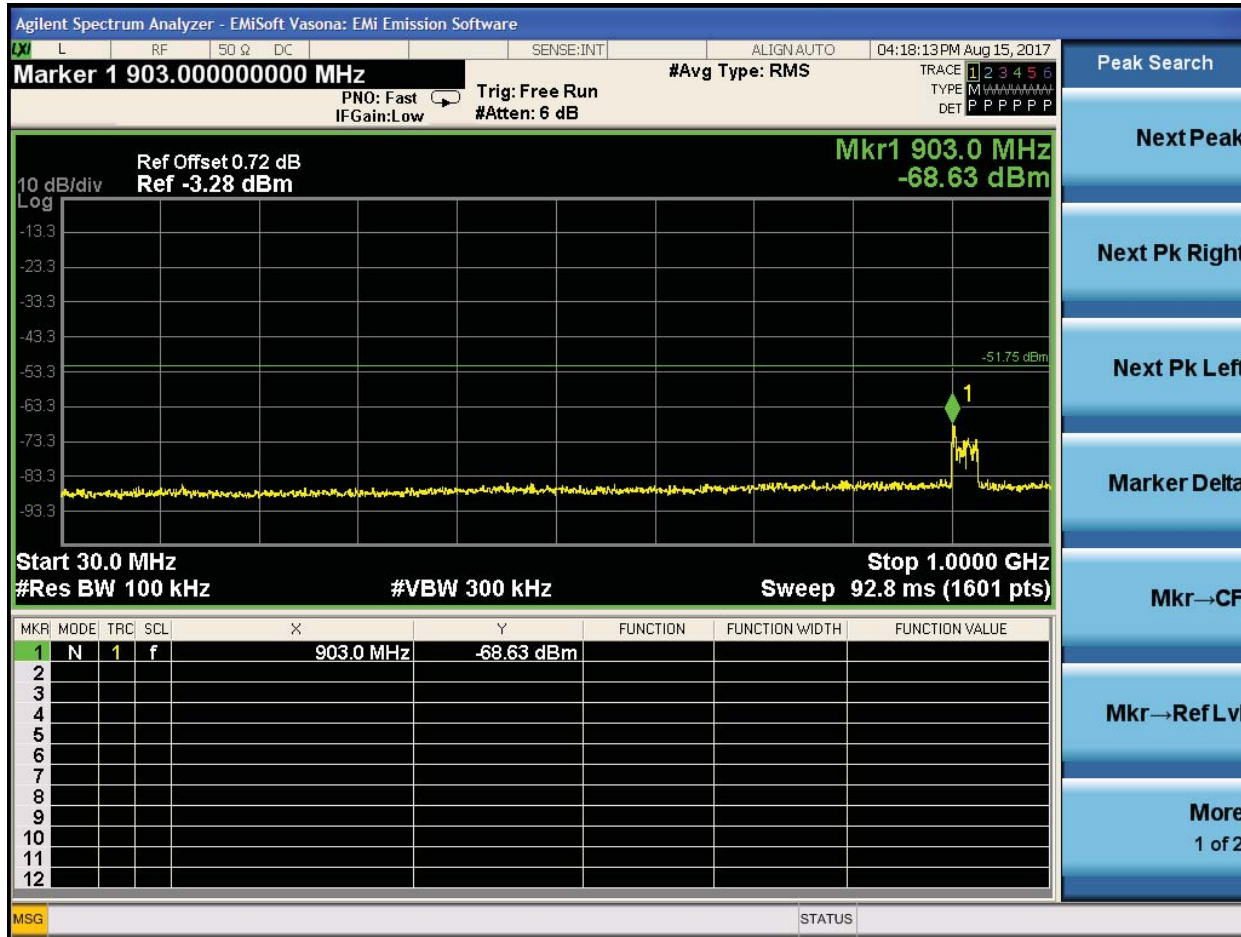 Agilent Spectrum Analyzer - EMiSoft Vasona: EMi Emission Software
LXI L RF 50 Ω DC SENSE:INT ALIGN AUTO 04:18:13 PM Aug 15, 2017
Marker 1 903.000000000 MHz
PNO: Fast
IFGain:Low
Trig: Free Run
#Atten: 6 dB
#Avg Type: RMS
TRACE 1 2 3 4 5 6
TYPE M
DET P P P P P P
Ref Offset 0.72 dB
Ref -3.28 dBm
10 dB/div
Log
Mkr1 903.0 MHz
-68.63 dBm
-13.3
-23.3
-33.3
-43.3
-53.3
-63.3
-73.3
-83.3
-93.3
-51.75 dBm
1
Start 30.0 MHz
Stop 1.0000 GHz
#Res BW 100 kHz #VBW 300 kHz Sweep 92.8 ms (1601 pts)
MKR MODE TRC SCL X Y FUNCTION FUNCTION WIDTH FUNCTION VALUE
1 N 1 f 903.0 MHz -68.63 dBm
2
3
4
5
6
7
8
9
10
11
12
MSG STATUS
Peak Search
Next Peak
Next Pk Right
Next Pk Left
Marker Delta
Mkr→CF
Mkr→Ref Lvl
More
1 of 2